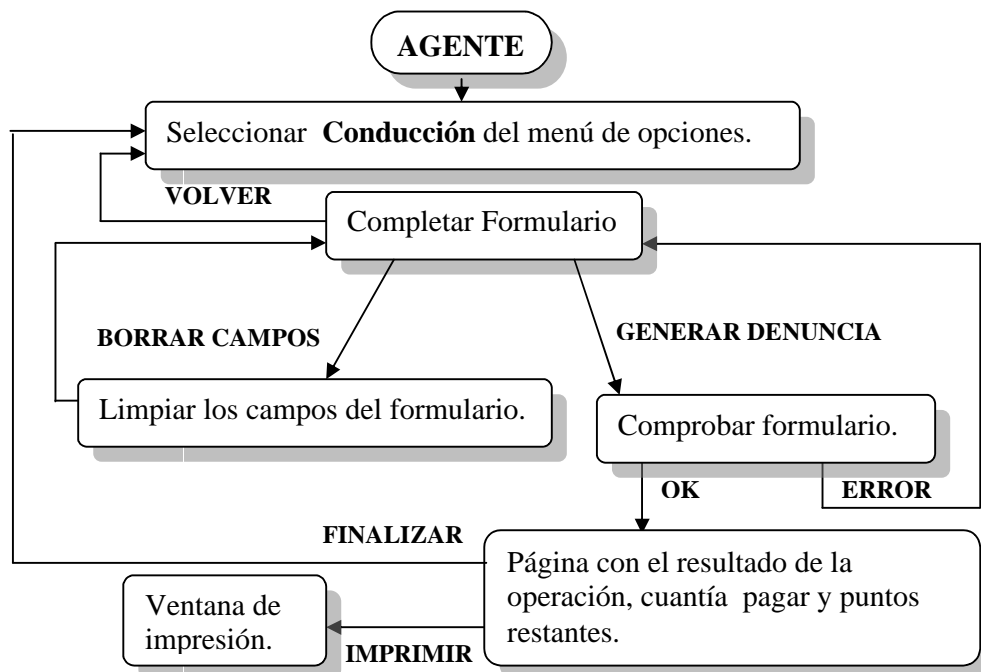 AGENTE
Seleccionar Conducción del menú de opciones.
VOLVER
Completar Formulario
BORRAR CAMPOS
GENERAR DENUNCIA
Limpiar los campos del formulario.
Comprobar formulario.
OK
ERROR
FINALIZAR
Página con el resultado de la
operación, cuantía pagar y puntos
restantes.
Ventana de
impresión.
IMPRIMIR